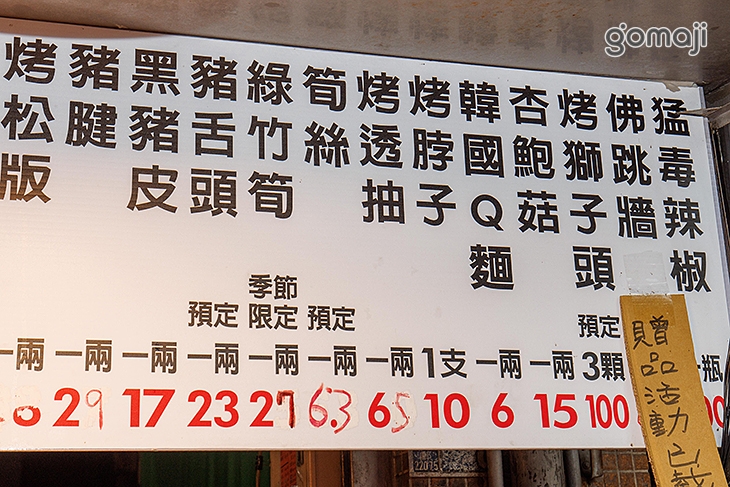 gomaji
猛毒辣椒
佛跳牆
烤獅子頭 預定 3顆 100
杏鮑菇 一兩 15
韓國Q麵 一兩 6
烤脖子 1支 10
烤透抽 一兩 65
筍絲 預定 一兩 6.3
綠竹筍 季節限定 一兩 27
豬舌頭 預定 一兩 23
黑豬皮 一兩 17
豬腱 一兩 29
烤松版 一兩
贈品活動已